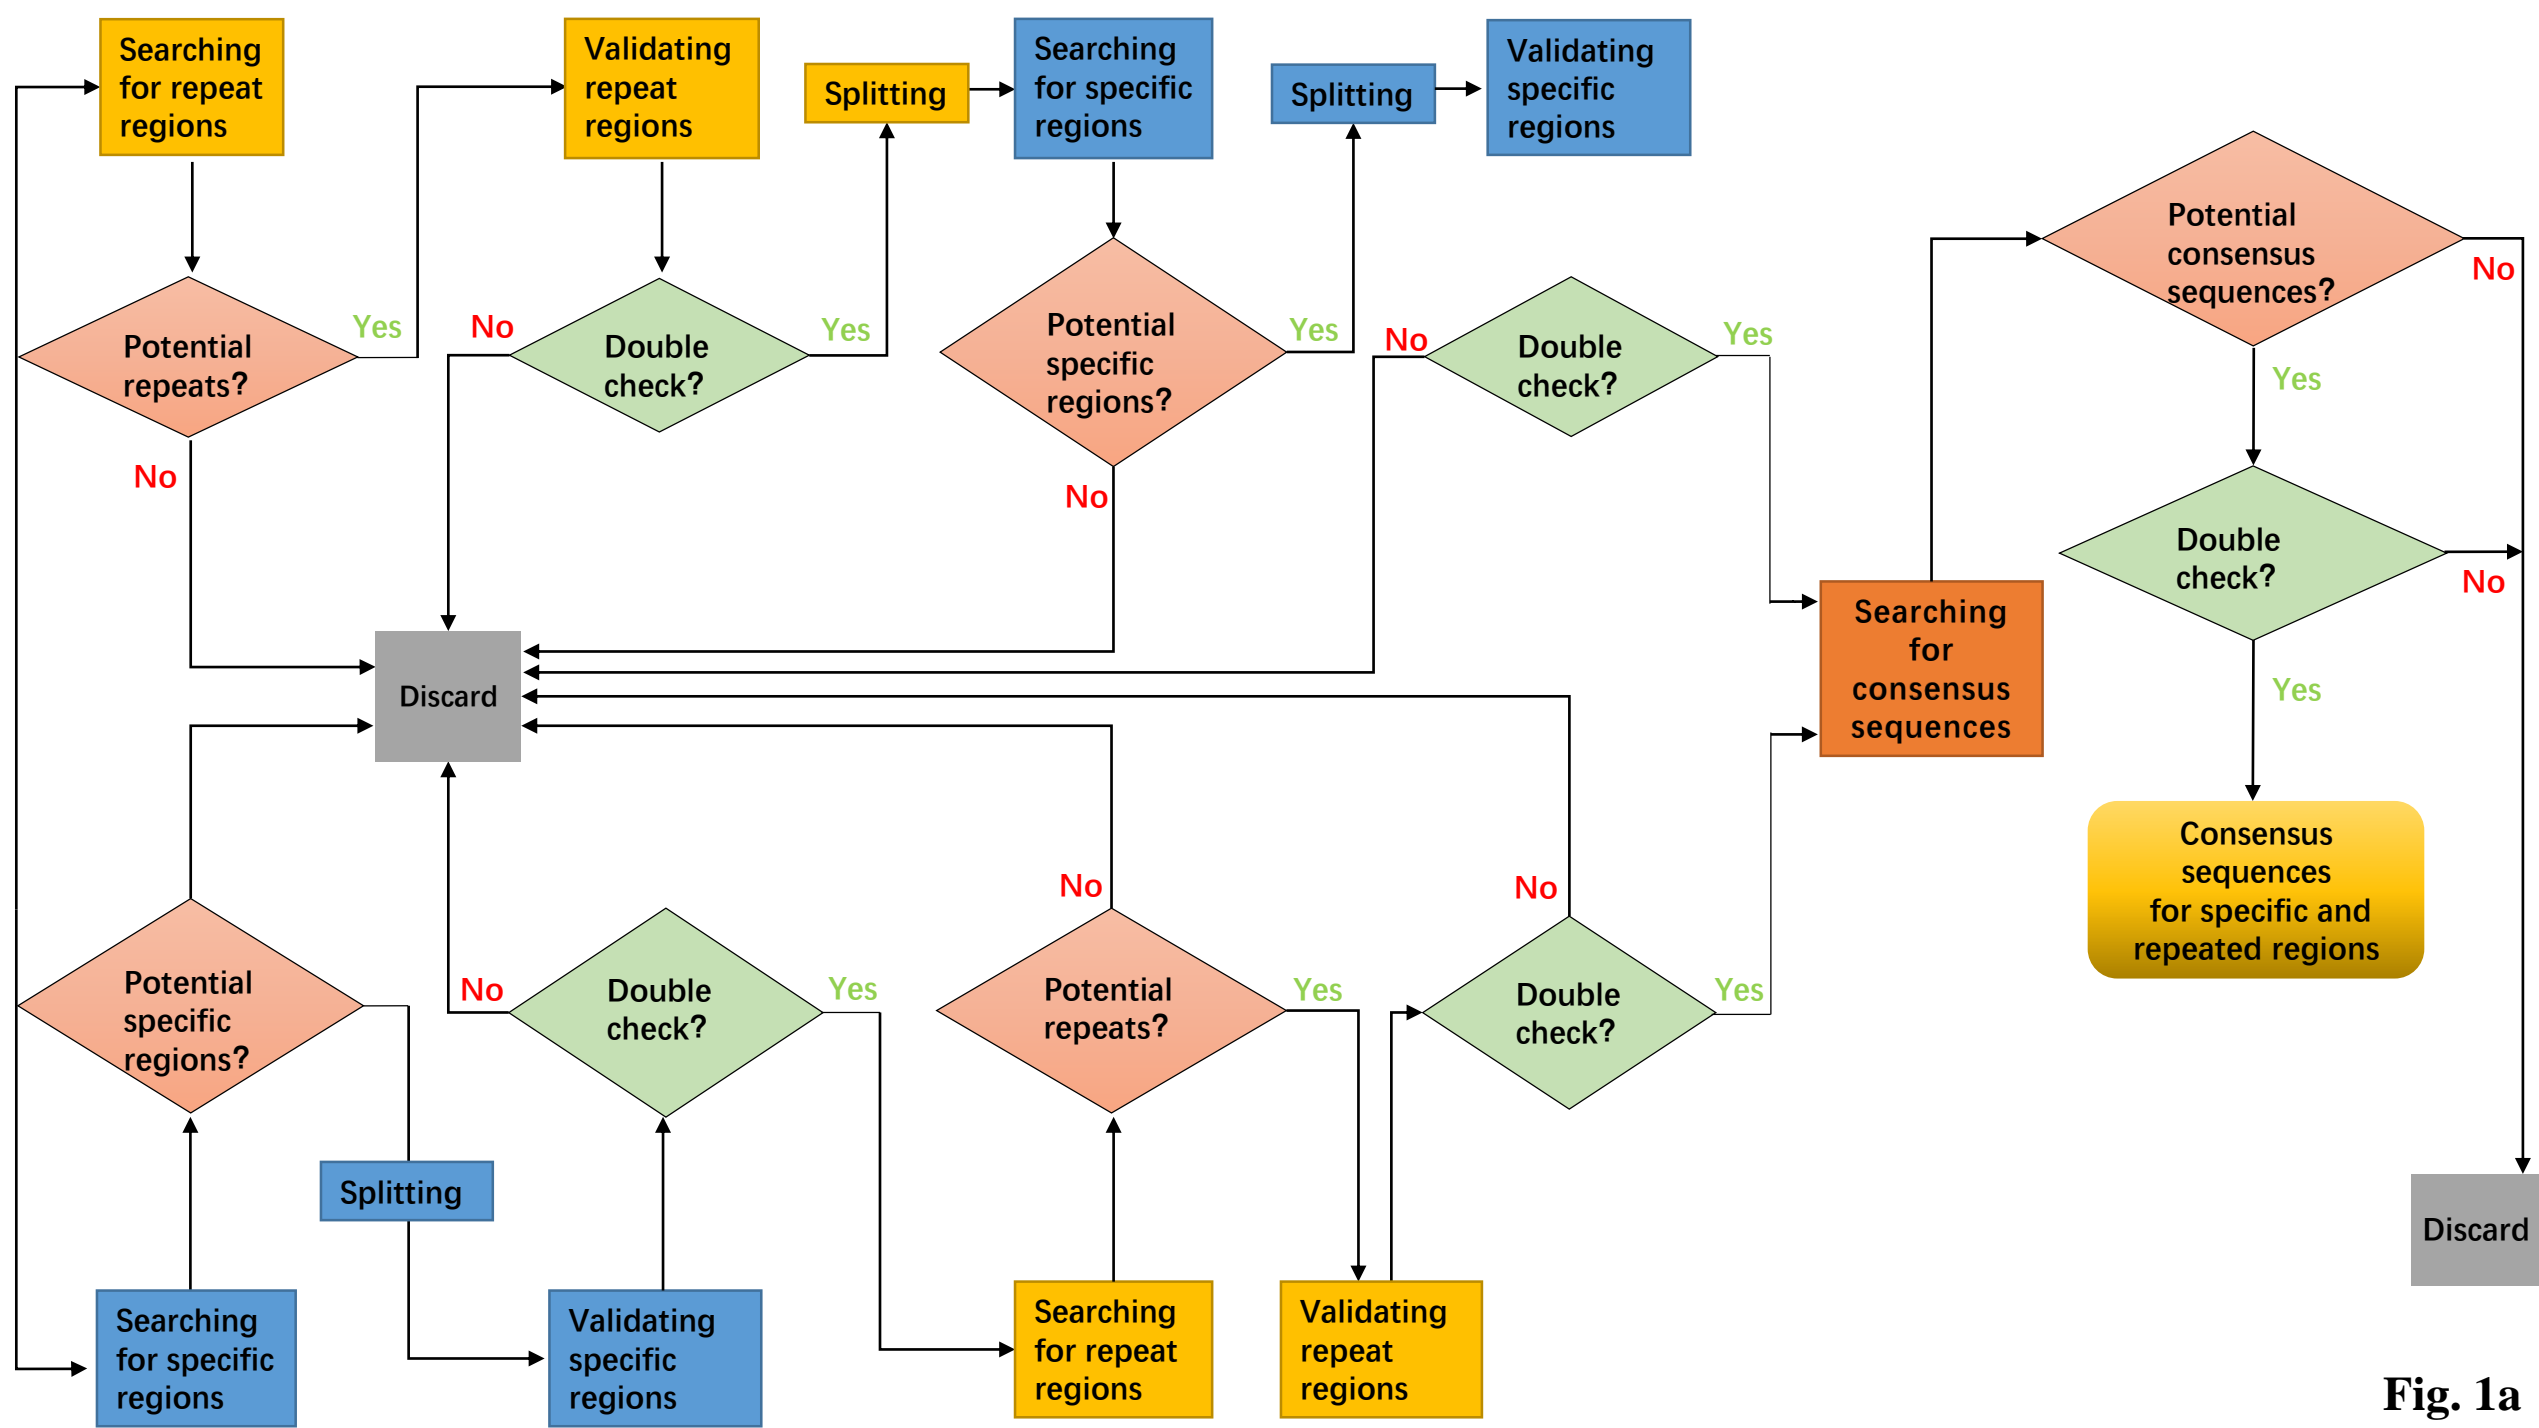 Searching
for repeat
regions
Validating
repeat
regions
Splitting
Searching
for specific
regions
Splitting
Validating
specific
regions
Potential
repeats?
Yes
No
No
Double
check?
Yes
Potential
specific
regions?
Yes
No
No
Double
check?
Yes
Potential
consensus
sequences?
No
Yes
Double
check?
No
Yes
Searching
for
consensus
sequences
Discard
Consensus
sequences
for specific and
repeated regions
Potential
specific
regions?
No
Double
check?
Yes
No
Potential
repeats?
Yes
No
Double
check?
Yes
Splitting
Discard
Searching
for specific
regions
Validating
specific
regions
Searching
for repeat
regions
Validating
repeat
regions
Fig. 1a